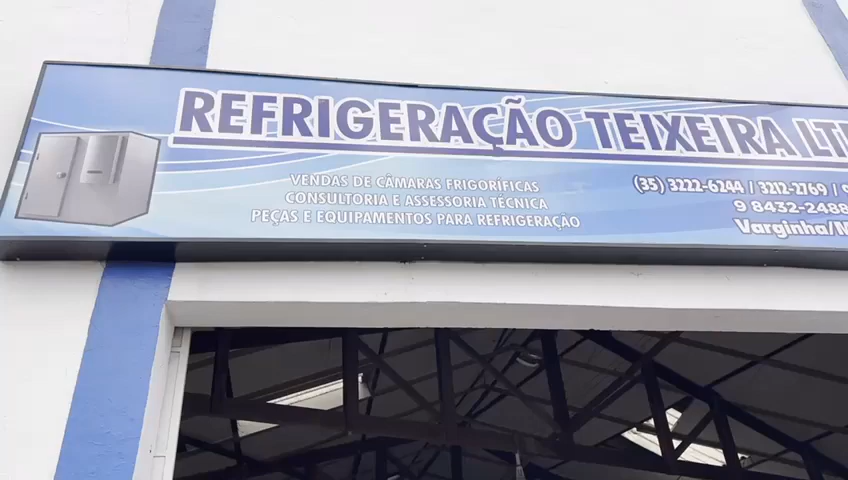 REFRIGERAÇÃO TEIXEIRA LT
VENDAS DE CÂMARAS FRIGORÍFICAS
CONSULTORIA E ASSESSORIA TÉCNICA
PEÇAS E EQUIPAMENTOS PARA REFRIGERAÇÃO
(35) 3222-6244 / 3212-2769 / 9
9 8432-2488
Varginha/M